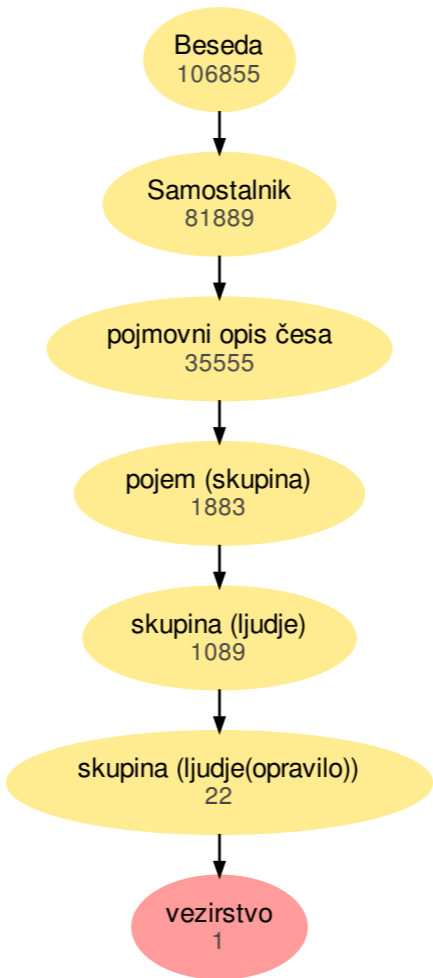 Beseda
106855
Samostalnik
81889
pojmovni opis česa
35555
pojem (skupina)
1883
skupina (ljudje)
1089
skupina (ljudje(opravilo))
22
vezirstvo
1